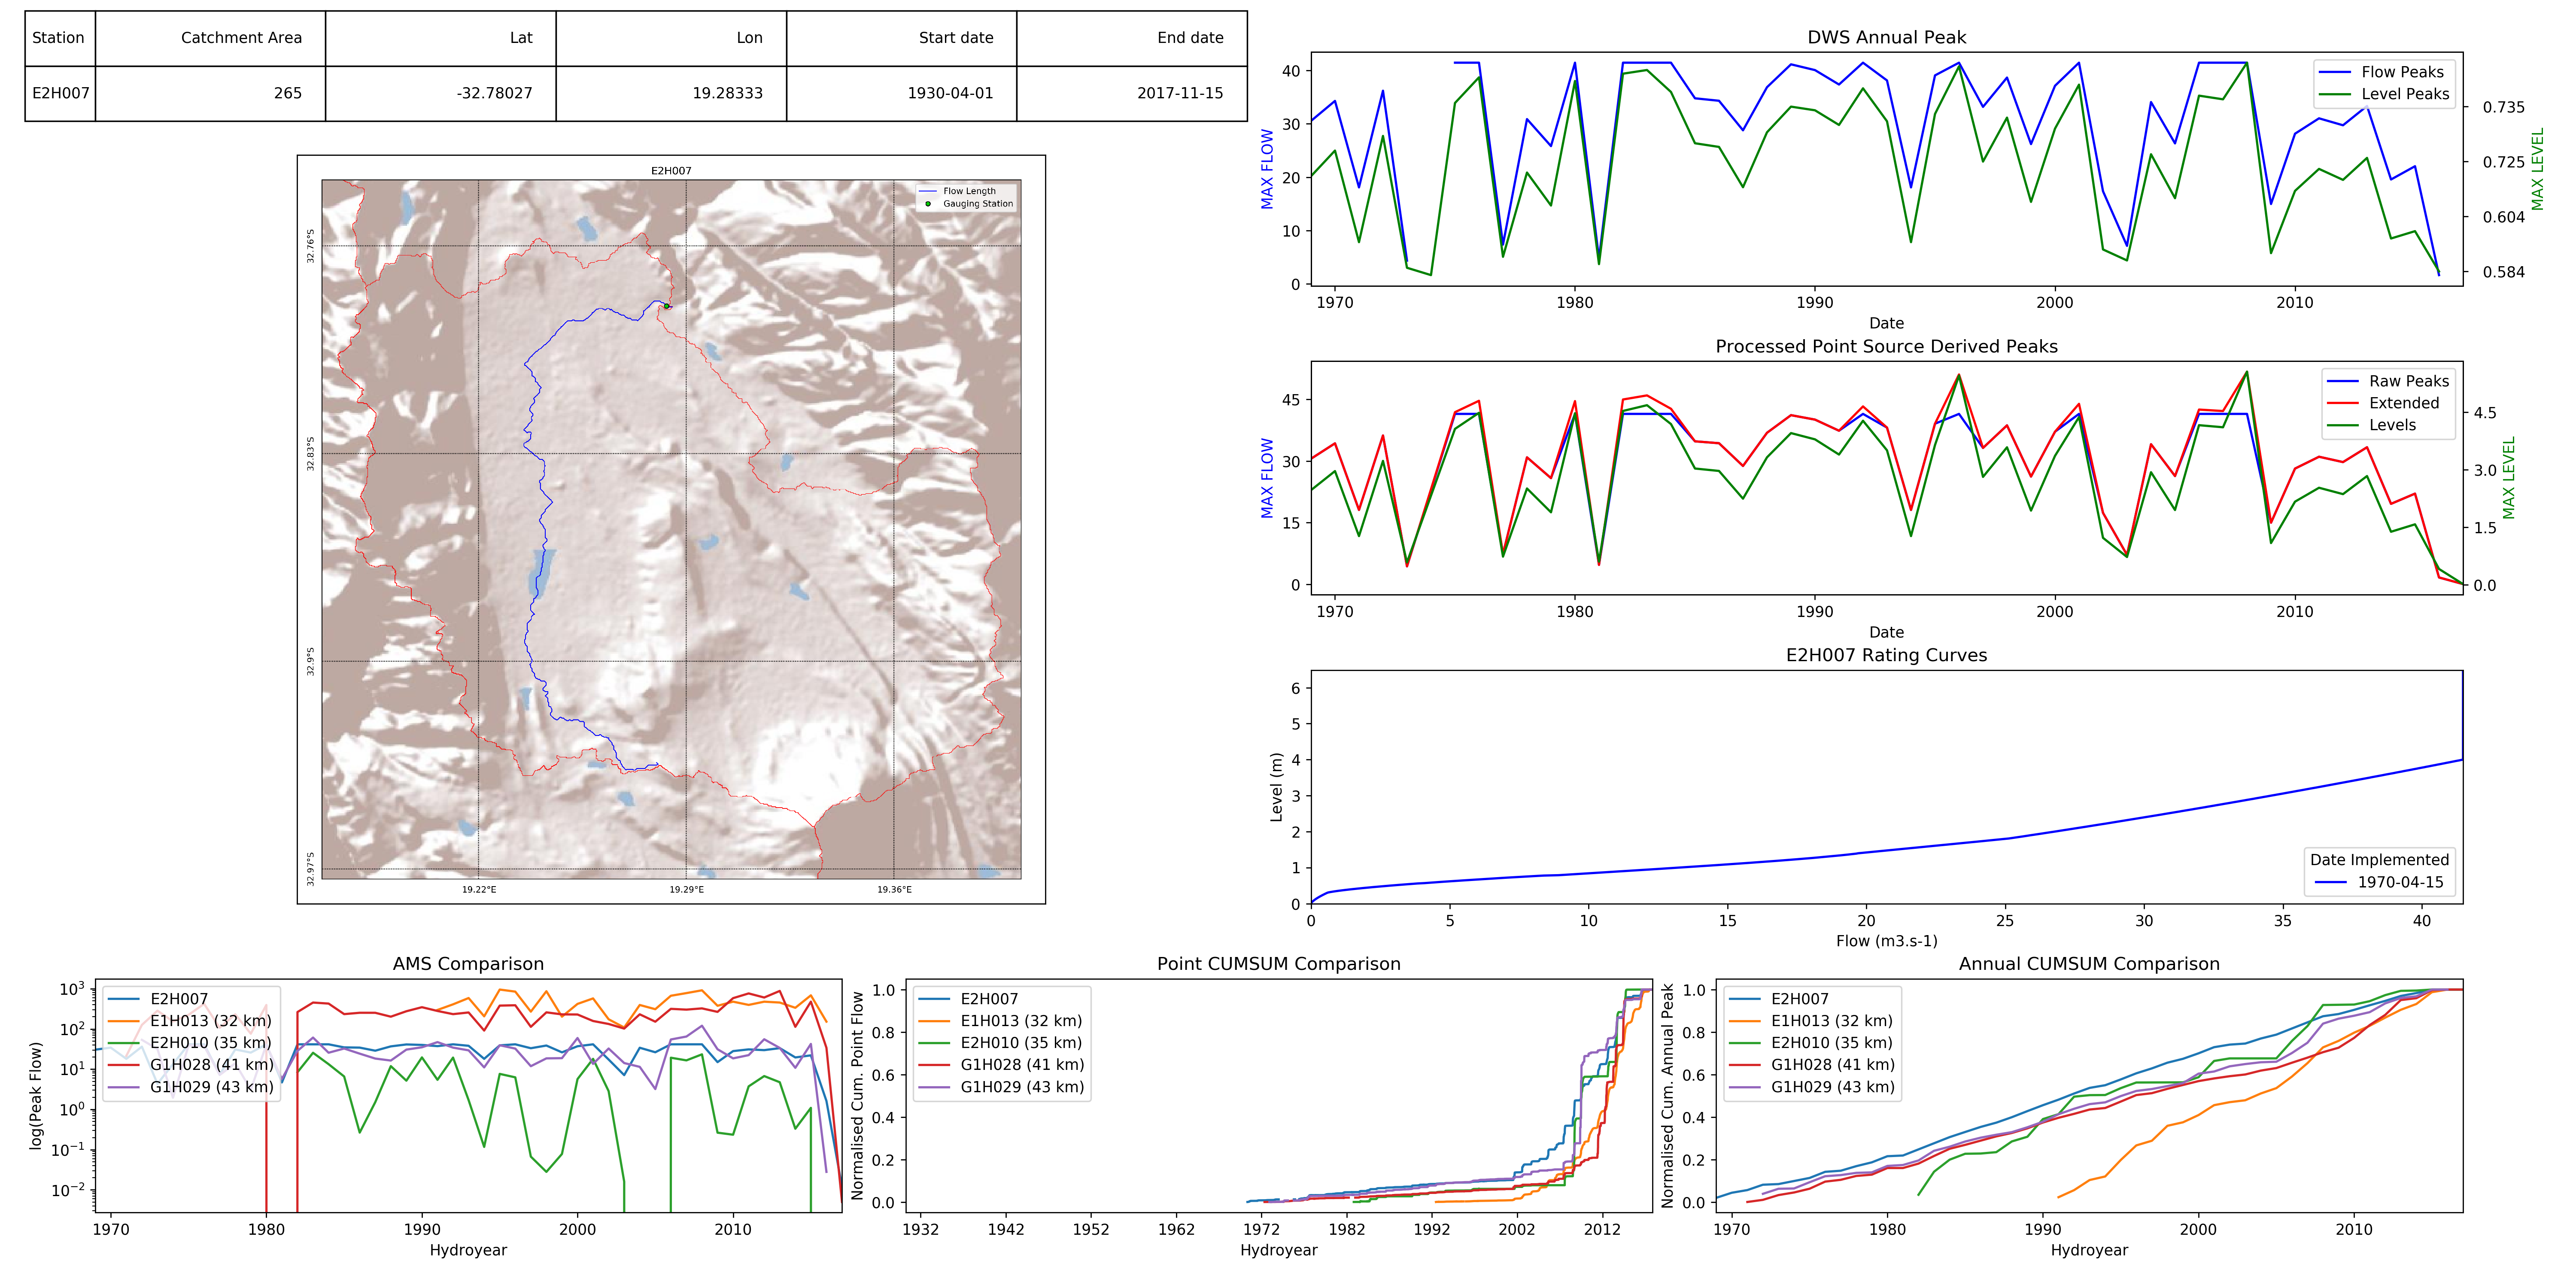 Station Catchment Area Lat Lon Start date End date
E2H007 265 -32.78027 19.28333 1930-04-01 2017-11-15
E2H007
Flow Length
Gauging Station
32.76°S
32.83°S
32.9°S
32.97°S
19.22°E 19.29°E 19.36°E
DWS Annual Peak
Flow Peaks
Level Peaks
MAX FLOW
40
30
20
10
0
0.735
0.725
0.604
0.584
MAX LEVEL
1970 1980 1990 2000 2010
Date
Processed Point Source Derived Peaks
Raw Peaks
Extended
Levels
MAX FLOW
45
30
15
0
4.5
3.0
1.5
0.0
MAX LEVEL
1970 1980 1990 2000 2010
Date
E2H007 Rating Curves
Level (m)
6
5
4
3
2
1
0
Date Implemented
1970-04-15
0 5 10 15 20 25 30 35 40
Flow (m3.s-1)
AMS Comparison
E2H007
E1H013 (32 km)
E2H010 (35 km)
G1H028 (41 km)
G1H029 (43 km)
log(Peak Flow)
10³
10²
10¹
10⁰
10⁻¹
10⁻²
1970 1980 1990 2000 2010
Hydroyear
Point CUMSUM Comparison
E2H007
E1H013 (32 km)
E2H010 (35 km)
G1H028 (41 km)
G1H029 (43 km)
Normalised Cum. Point Flow
1.0
0.8
0.6
0.4
0.2
0.0
1932 1942 1952 1962 1972 1982 1992 2002 2012
Hydroyear
Annual CUMSUM Comparison
E2H007
E1H013 (32 km)
E2H010 (35 km)
G1H028 (41 km)
G1H029 (43 km)
Normalised Cum. Annual Peak
1.0
0.8
0.6
0.4
0.2
0.0
1970 1980 1990 2000 2010
Hydroyear